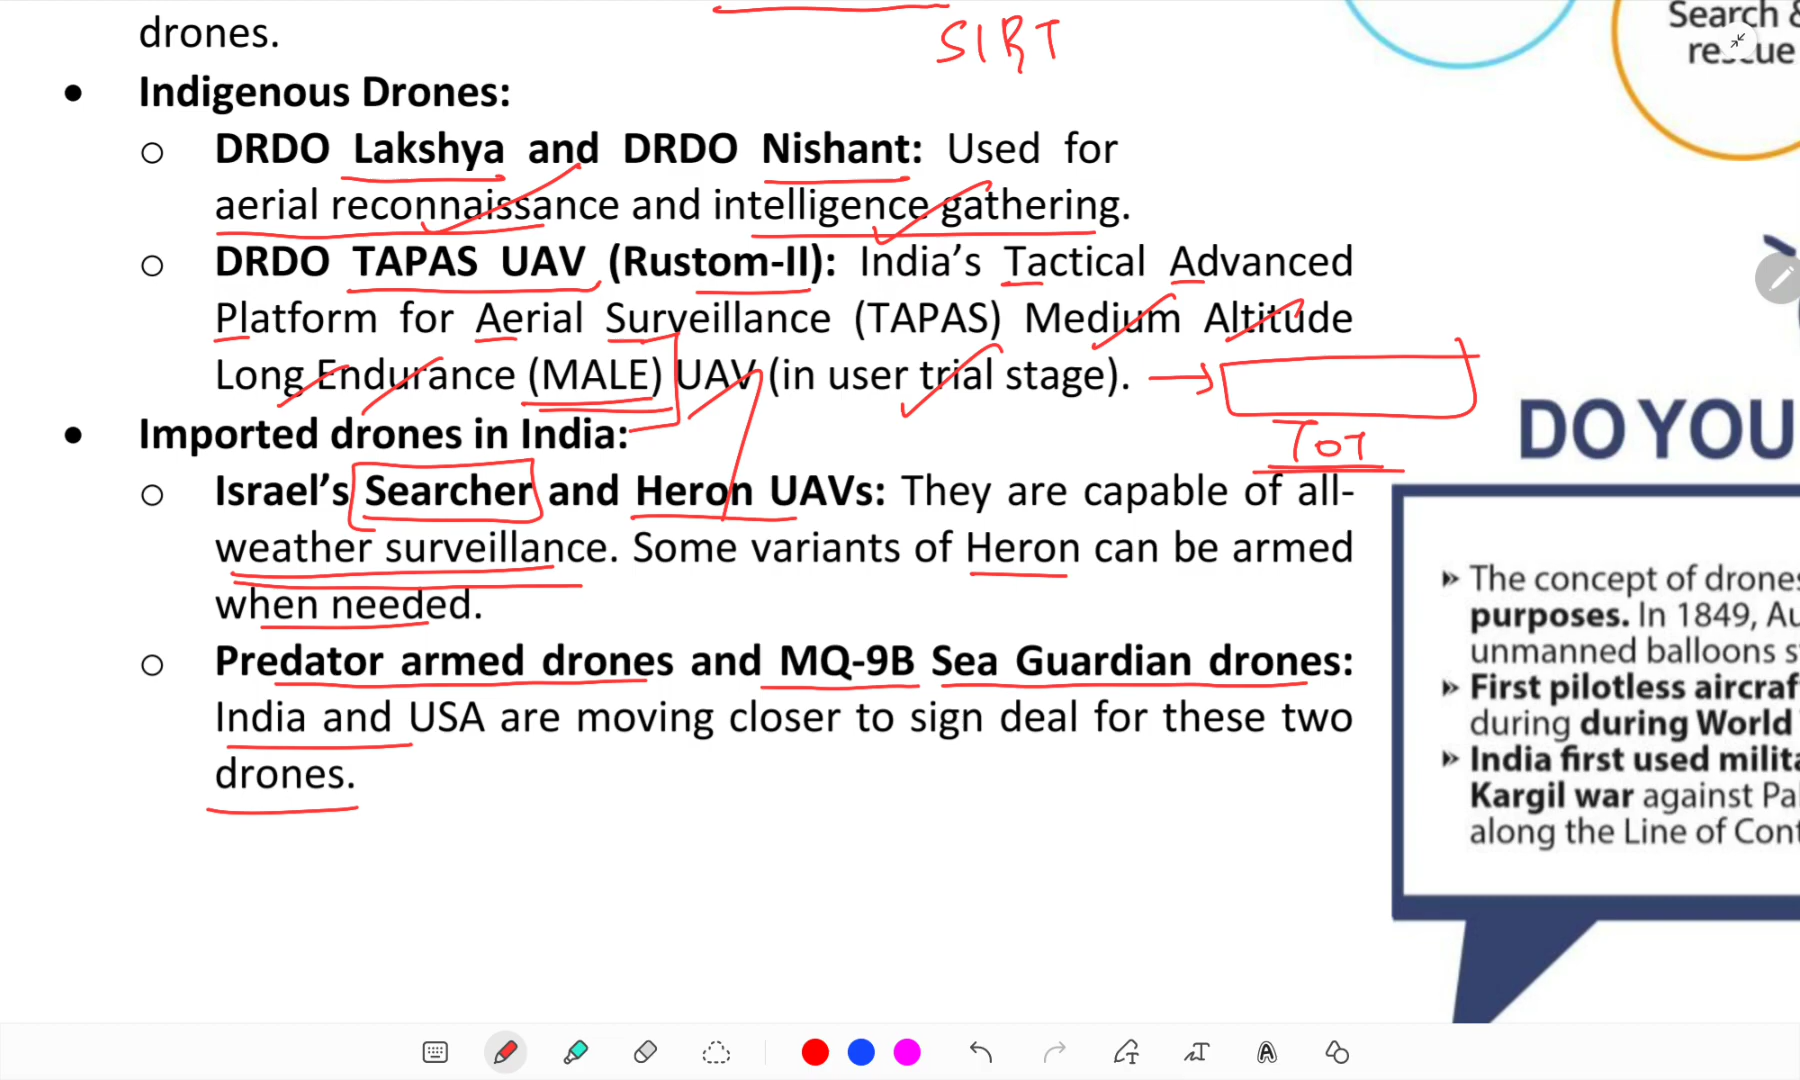 drones.
SIRT
Search &
rescue
Indigenous Drones:
DRDO Lakshya and DRDO Nishant: Used for
aerial reconnaissance and intelligence gathering.
DRDO TAPAS UAV (Rustom-II): India's Tactical Advanced
Platform for Aerial Surveillance (TAPAS) Medium Altitude
Long Endurance (MALE) UAV (in user trial stage).
TOT
Imported drones in India:
Israel's Searcher and Heron UAVs: They are capable of all-
weather surveillance. Some variants of Heron can be armed
when needed.
Predator armed drones and MQ-9B Sea Guardian drones:
India and USA are moving closer to sign deal for these two
drones.
DO YOU
The concept of drones
purposes. In 1849, Au
unmanned balloons s
First pilotless aircraf
during during World
India first used milita
Kargil war against Pa
along the Line of Cont